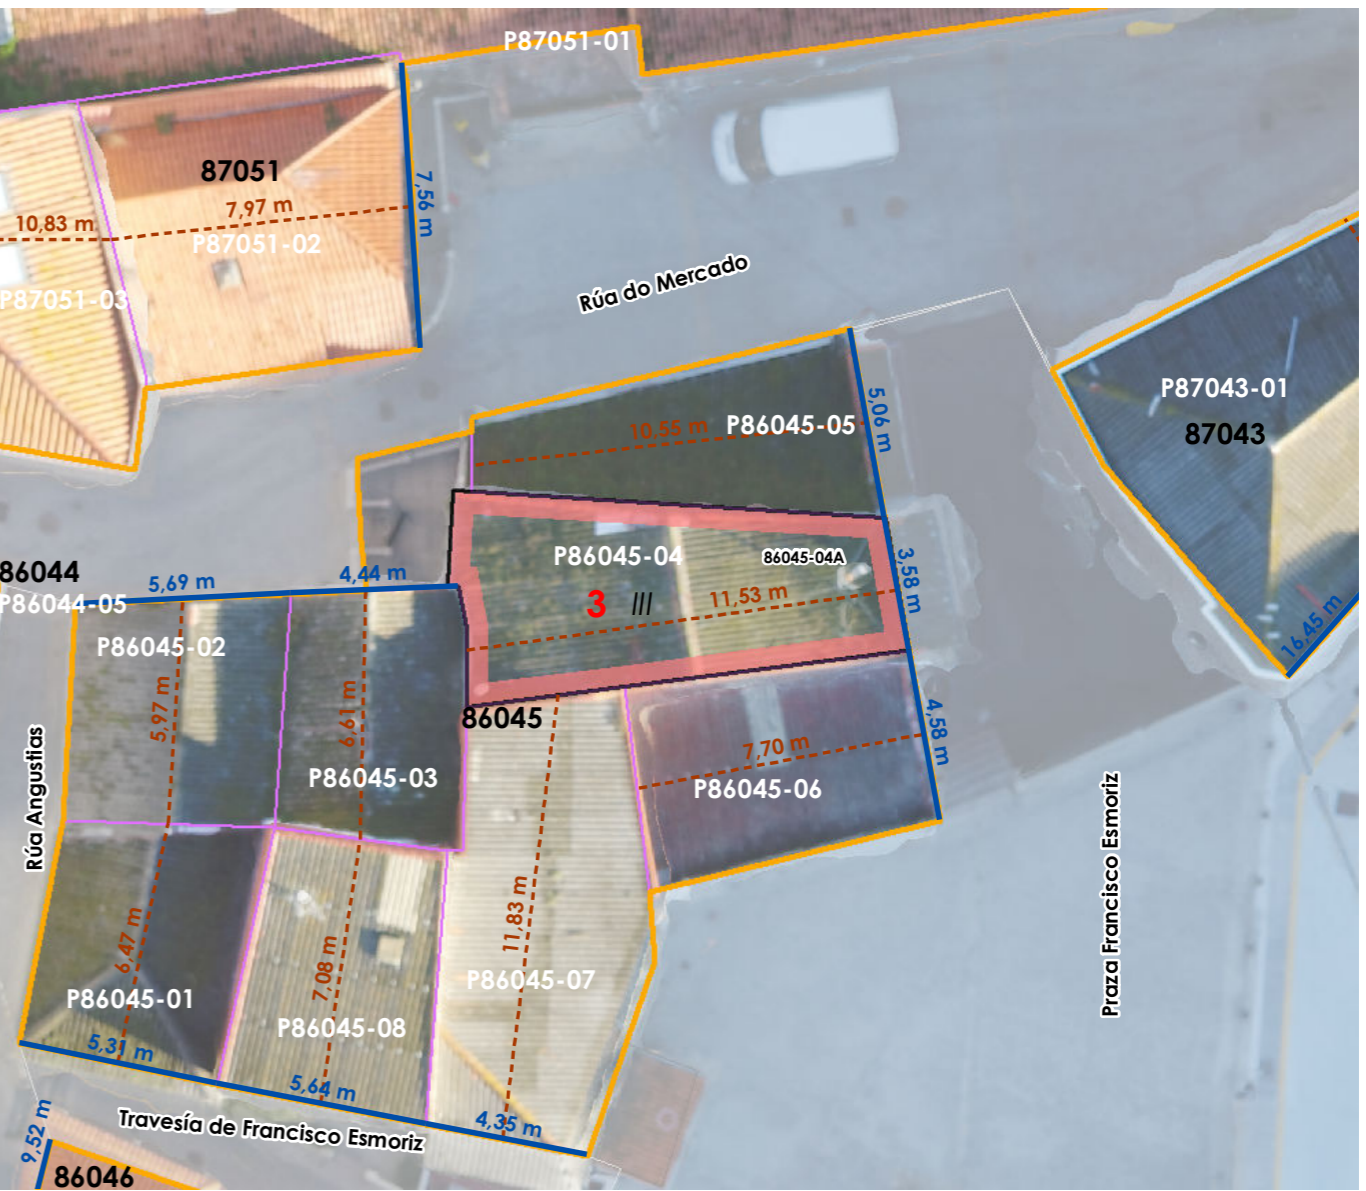 P87051-01
87051
7,56 m
7,97 m
10,83 m
P87051-02
P87051-03
Rúa do Mercado
P87043-01
87043
5,06 m
P86045-05
10,55 m
P86045-04
86045-04A
86044
5,69 m
4,44 m
3,58 m
P86044-05
3
III
11,53 m
16,45 m
P86045-02
5,97 m
6,61 m
86045
4,58 m
7,70 m
P86045-03
P86045-06
Rúa Angustias
Praza Francisco Esmoriz
11,83 m
6,47 m
7,08 m
P86045-07
P86045-01
P86045-08
5,31 m
5,64 m
4,35 m
Travesía de Francisco Esmoriz
9,52 m
86046